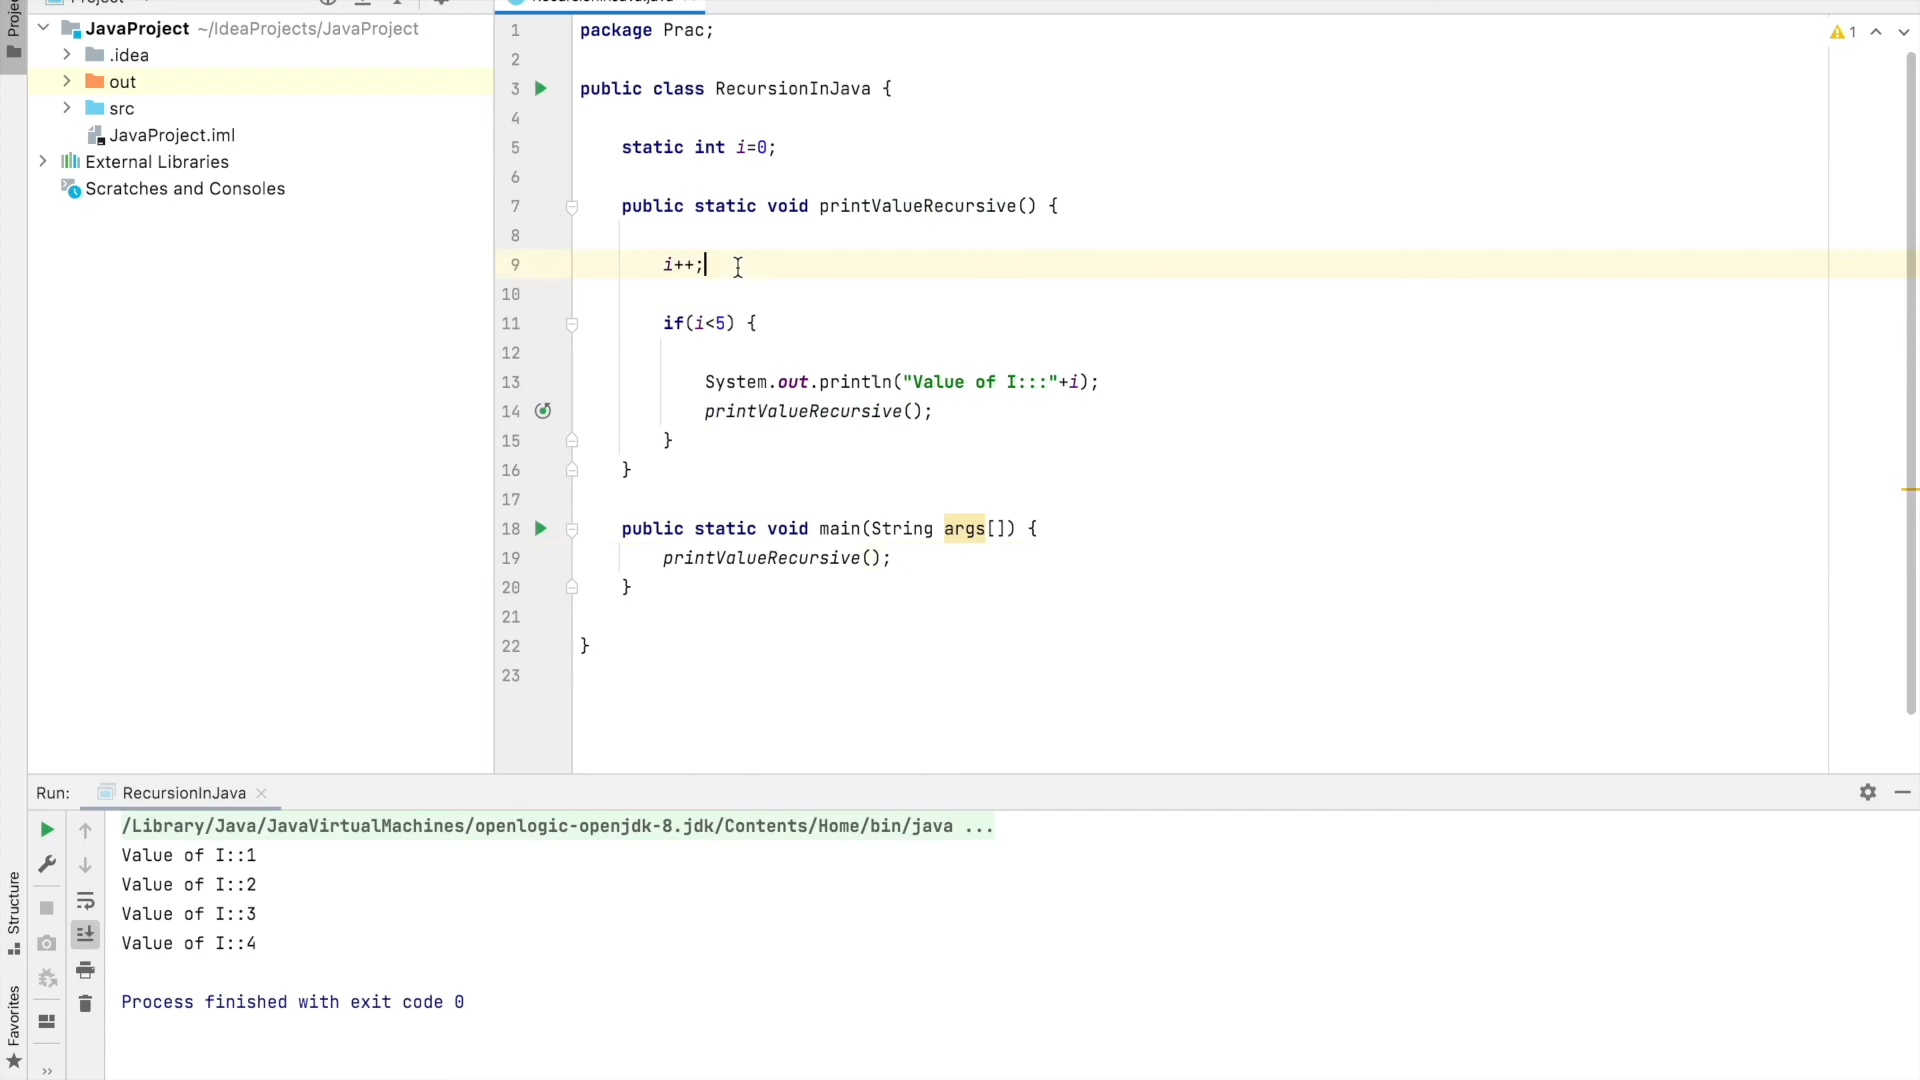 Project
JavaProject ~/IdeaProjects/JavaProject
.idea
out
src
JavaProject.iml
External Libraries
Scratches and Consoles
RecursionInJava.java
1 package Prac;
2
3 public class RecursionInJava {
4
5 static int i=0;
6
7 public static void printValueRecursive() {
8
9 i++;
10
11 if(i<5) {
12
13 System.out.println("Value of I:::"+i);
14 printValueRecursive();
15 }
16 }
17
18 public static void main(String args[]) {
19 printValueRecursive();
20 }
21
22 }
23
1
Run: RecursionInJava
/Library/Java/JavaVirtualMachines/openlogic-openjdk-8.jdk/Contents/Home/bin/java ...
Value of I::1
Value of I::2
Value of I::3
Value of I::4
Process finished with exit code 0
Structure
Favorites